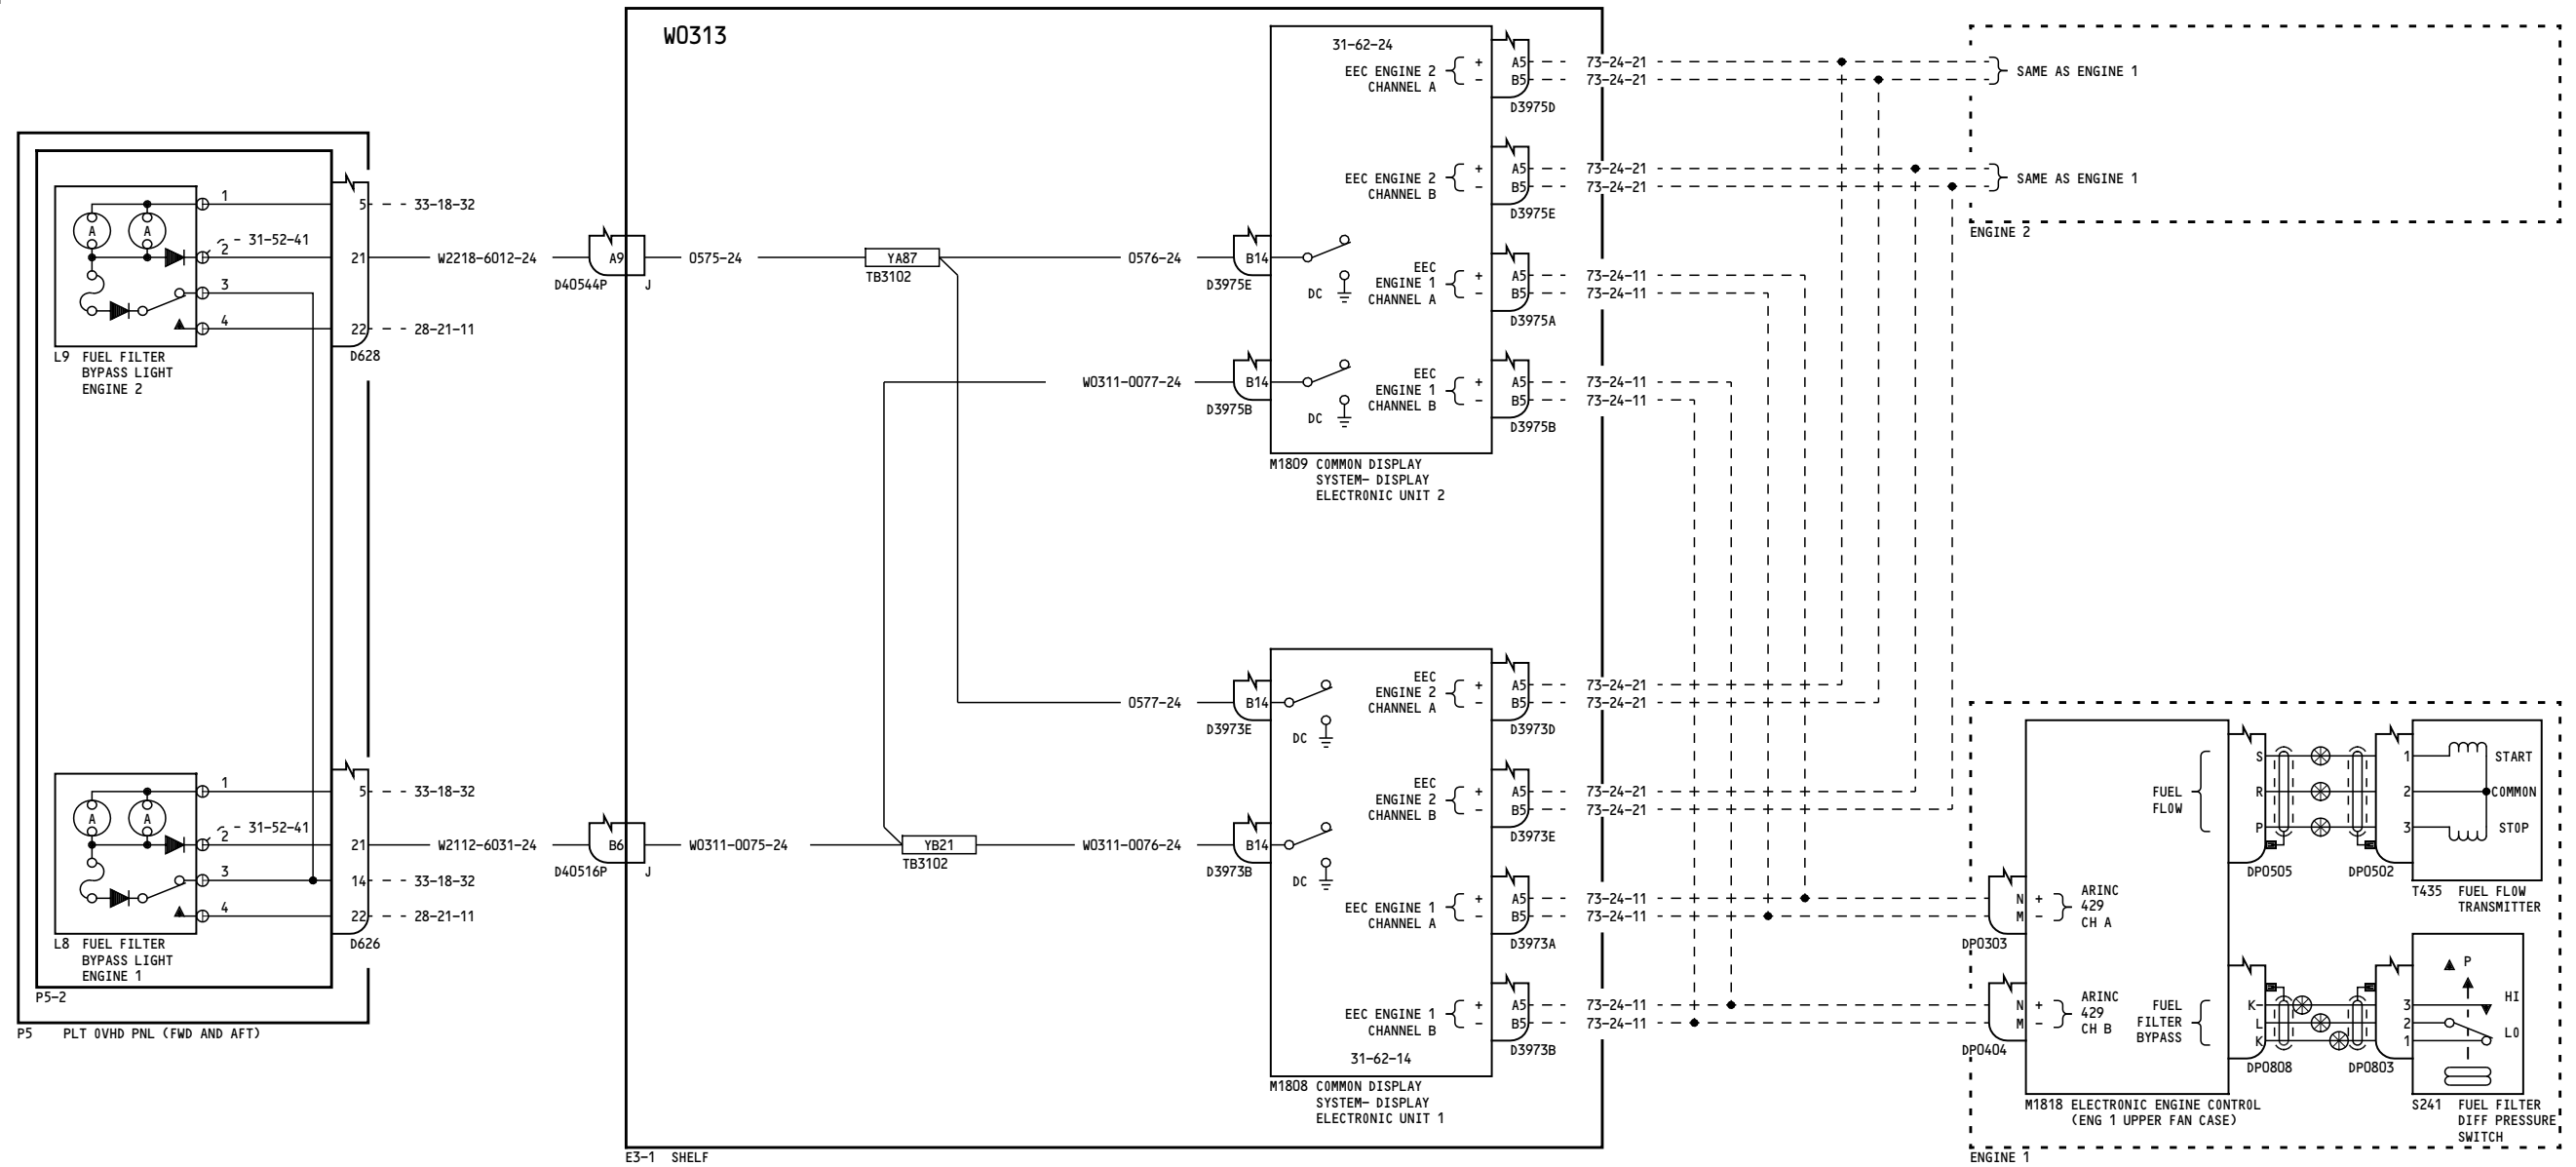 W0313
31-62-24
EEC ENGINE 2
CHANNEL A
+
-
A5
B5
D3975D
73-24-21
73-24-21
SAME AS ENGINE 1
EEC ENGINE 2
CHANNEL B
+
-
A5
B5
D3975E
73-24-21
73-24-21
SAME AS ENGINE 1
ENGINE 2
EEC
ENGINE 1
CHANNEL A
+
-
A5
B5
D3975A
73-24-11
73-24-11
EEC
ENGINE 1
CHANNEL B
+
-
A5
B5
D3975B
73-24-11
73-24-11
B14
D3975E
DC
B14
D3975B
DC
M1809 COMMON DISPLAY
SYSTEM- DISPLAY
ELECTRONIC UNIT 2
A
A
1
2
3
4
31-52-41
5
21
22
33-18-32
28-21-11
D628
L9 FUEL FILTER
BYPASS LIGHT
ENGINE 2
W2218-6012-24
A9
D40544P
J
0575-24
YA87
TB3102
0576-24
W0311-0077-24
0577-24
A
A
1
2
3
4
31-52-41
5
21
14
22
33-18-32
33-18-32
28-21-11
D626
L8 FUEL FILTER
BYPASS LIGHT
ENGINE 1
P5-2
P5 PLT OVHD PNL (FWD AND AFT)
W2112-6031-24
B6
D40516P
J
W0311-0075-24
YB21
TB3102
W0311-0076-24
B14
D3973E
DC
B14
D3973B
DC
EEC
ENGINE 2
CHANNEL A
+
-
A5
B5
D3973D
73-24-21
73-24-21
EEC
ENGINE 2
CHANNEL B
+
-
A5
B5
D3973E
73-24-21
73-24-21
EEC ENGINE 1
CHANNEL A
+
-
A5
B5
D3973A
73-24-11
73-24-11
EEC ENGINE 1
CHANNEL B
+
-
A5
B5
D3973B
73-24-11
73-24-11
31-62-14
M1808 COMMON DISPLAY
SYSTEM- DISPLAY
ELECTRONIC UNIT 1
E3-1 SHELF
N
M
+
-
ARINC
429
CH A
DP0303
N
M
+
-
ARINC
429
CH B
DP0404
FUEL
FLOW
S
R
P
DP0505
1
2
3
DP0502
START
COMMON
STOP
T435 FUEL FLOW
TRANSMITTER
FUEL
FILTER
BYPASS
K-
L
K
DP0808
3
2
1
DP0803
P
HI
LO
M1818 ELECTRONIC ENGINE CONTROL
(ENG 1 UPPER FAN CASE)
S241 FUEL FILTER
DIFF PRESSURE
SWITCH
ENGINE 1